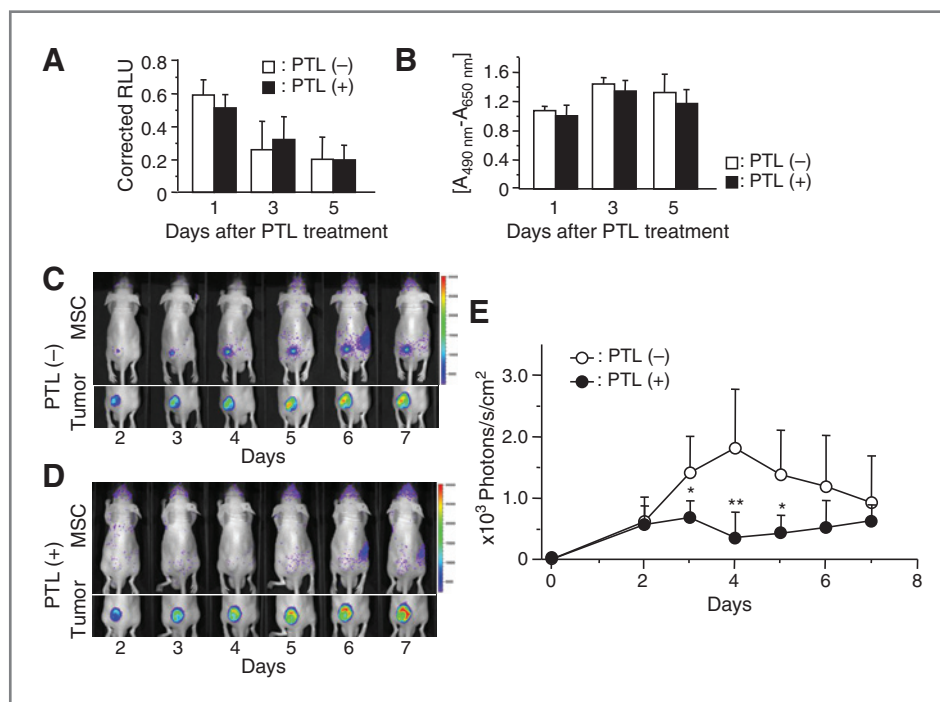 A
Corrected RLU
0.8
0.6
0.4
0.2
0
: PTL (–)
: PTL (+)
1 3 5
Days after PTL treatment
B
[A490 nm-A650 nm]
1.6
1.2
0.8
0.4
0
: PTL (–)
: PTL (+)
1 3 5
Days after PTL treatment
C
PTL (–)
MSC
Tumor
2 3 4 5 6 7
Days
D
PTL (+)
MSC
Tumor
2 3 4 5 6 7
Days
E
: PTL (–)
: PTL (+)
x10³ Photons/s/cm²
3.0
2.0
1.0
0
* ** *
0 2 4 6 8
Days